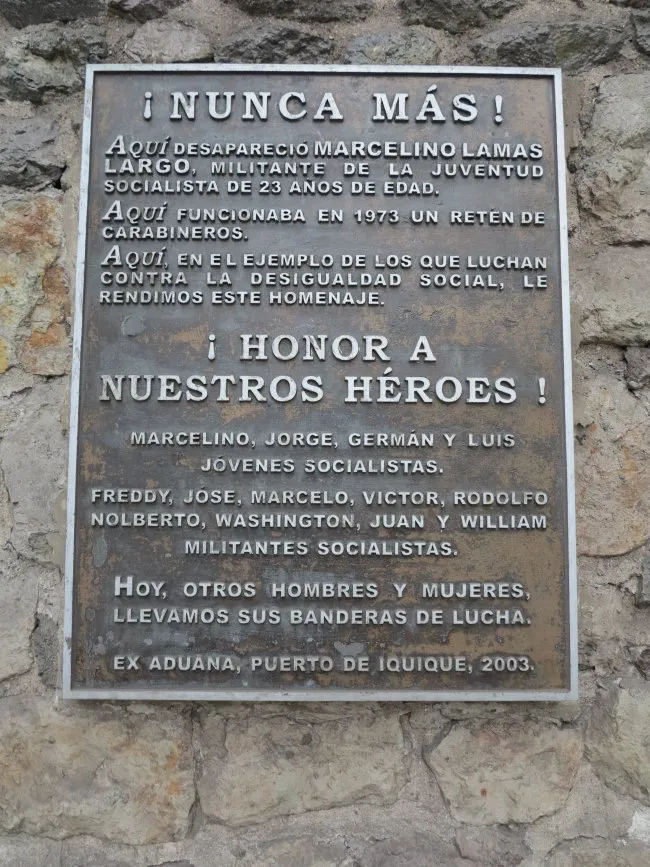 ¡NUNCA MÁS!
AQUÍ DESAPARECIÓ MARCELINO LAMAS
LARGO, MILITANTE DE LA JUVENTUD
SOCIALISTA DE 23 AÑOS DE EDAD.
AQUÍ FUNCIONABA EN 1973 UN RETÉN DE
CARABINEROS.
AQUÍ, EN EL EJEMPLO DE LOS QUE LUCHAN
CONTRA LA DESIGUALDAD SOCIAL, LE
RENDIMOS ESTE HOMENAJE.
¡ HONOR A
NUESTROS HÉROES !
MARCELINO, JORGE, GERMÁN Y LUIS
JÓVENES SOCIALISTAS.
FREDDY, JÓSE, MARCELO, VICTOR, RODOLFO
NOLBERTO, WASHINGTON, JUAN Y WILLIAM
MILITANTES SOCIALISTAS.
HOY, OTROS HOMBRES Y MUJERES,
LLEVAMOS SUS BANDERAS DE LUCHA.
EX ADUANA, PUERTO DE IQUIQUE, 2003.